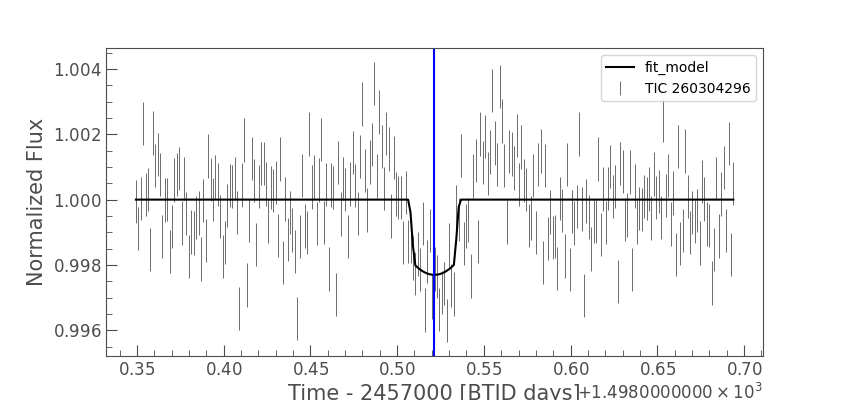 fit_model
TIC 260304296
Normalized Flux
1.004
1.002
1.000
0.998
0.996
0.35 0.40 0.45 0.50 0.55 0.60 0.65 0.70
Time - 2457000 [BTJD days]
+1.4980000000 × 10³